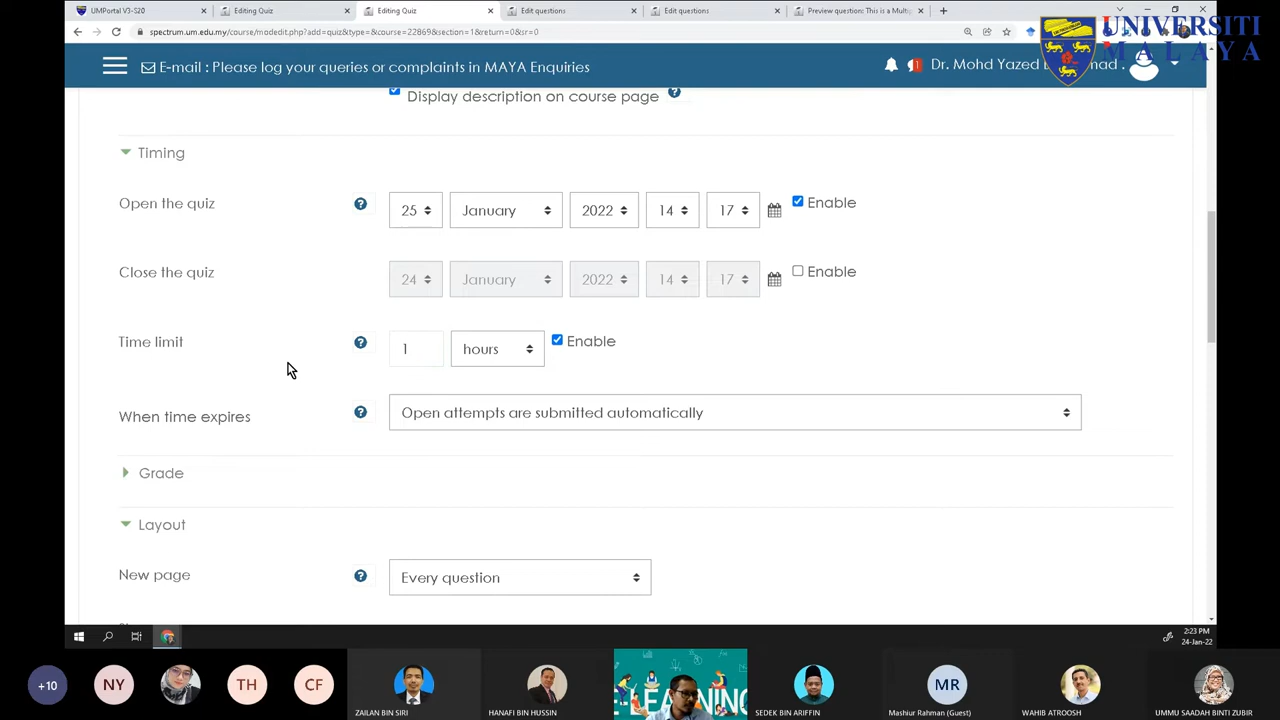 UMPortal V3-S20
Editing Quiz
Editing Quiz
Edit questions
Edit questions
Preview question: This is a Multip
spectrum.um.edu.my/course/modedit.php?add=quiz&type=&course=22869&section=1&return=0&sr=0
UNIVERSITI
MALAYA
E-mail : Please log your queries or complaints in MAYA Enquiries
Dr. Mohd Yazed
Display description on course page
Timing
Open the quiz
25 January 2022 14 17 Enable
Close the quiz
24 January 2022 14 17 Enable
Time limit
1 hours Enable
When time expires
Open attempts are submitted automatically
Grade
Layout
New page
Every question
2:23 PM
24-Jan-22
+10
NY
TH
CF
MR
ZAILAN BIN SIRI
HANAFI BIN HUSSIN
E-LEARNING
SEDEK BIN ARIFFIN
Mashiur Rahman (Guest)
WAHIB ATROOSH
UMMU SAADAH BINTI ZUBIR